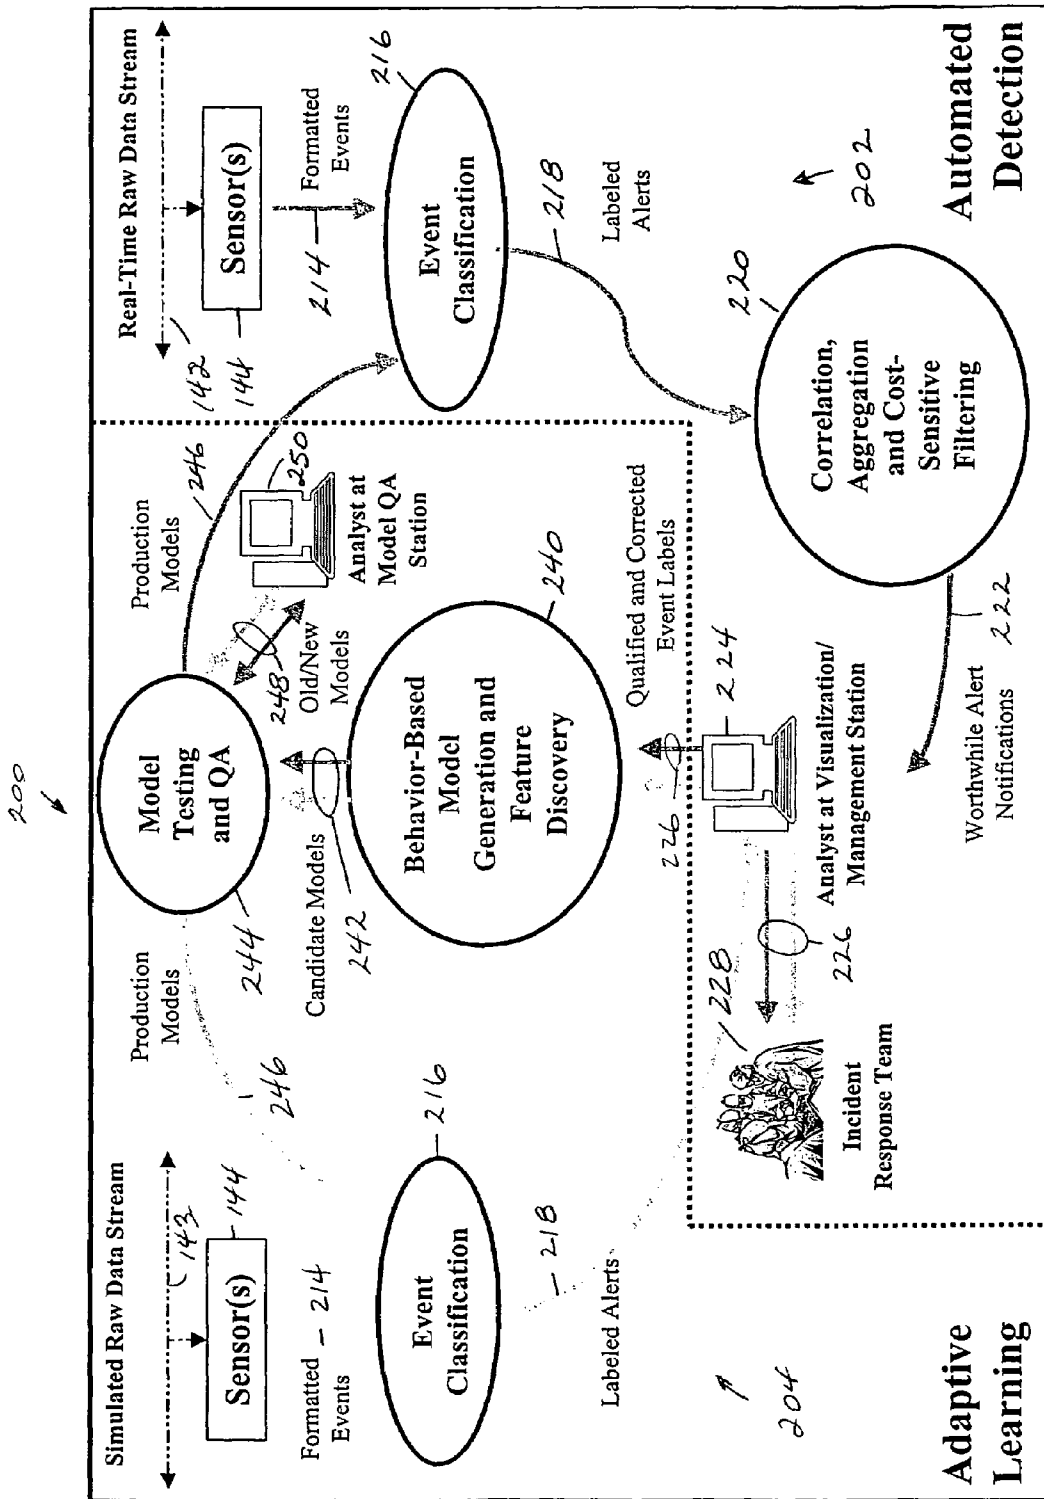 200
Simulated Raw Data Stream
143
Sensor(s)
144
Formatted
Events
214
Event
Classification
216
Labeled Alerts
218
Production
Models
246
Model
Testing
and QA
244
Candidate Models
242
Behavior-Based
Model
Generation and
Feature
Discovery
240
Old/New
Models
248
250
Analyst at
Model QA
Station
Production
Models
246
Real-Time Raw Data Stream
142
Sensor(s)
144
Formatted
Events
214
Event
Classification
216
Labeled
Alerts
218
Correlation,
Aggregation
and Cost-
Sensitive
Filtering
220
Worthwhile Alert
Notifications
222
Analyst at Visualization/
Management Station
224
Qualified and Corrected
Event Labels
226
226
Incident
Response Team
228
Adaptive
Learning
204
Automated
Detection
202